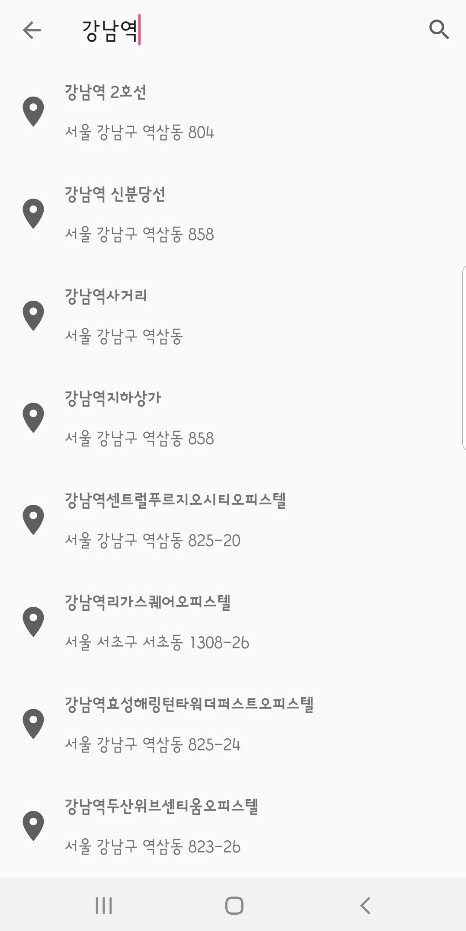 강남역
강남역 2호선
서울 강남구 역삼동 804
강남역 신분당선
서울 강남구 역삼동 858
강남역사거리
서울 강남구 역삼동
강남역지하상가
서울 강남구 역삼동 858
강남역센트럴푸르지오시티오피스텔
서울 강남구 역삼동 825-20
강남역리가스퀘어오피스텔
서울 서초구 서초동 1308-26
강남역효성해링턴타워더퍼스트오피스텔
서울 강남구 역삼동 825-24
강남역두산위브센티움오피스텔
서울 강남구 역삼동 823-26